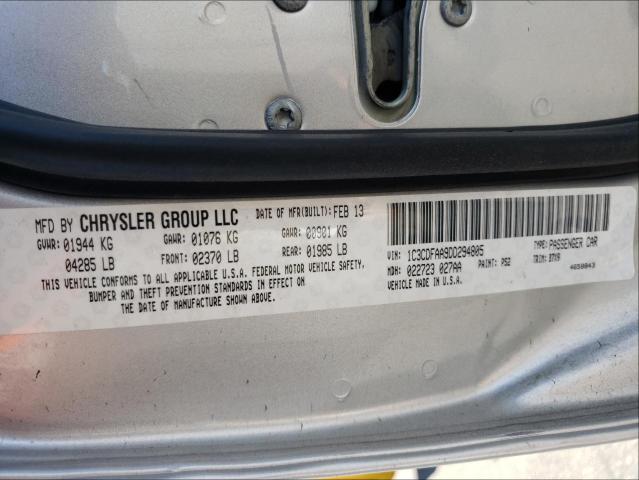 MFD BY CHRYSLER GROUP LLC DATE OF MFR(BUILT): FEB 13
GVWR: 01944 KG GAWR: 01076 KG GAWR: 00901 KG
04285 LB FRONT: 02370 LB REAR: 01985 LB
THIS VEHICLE CONFORMS TO ALL APPLICABLE U.S.A. FEDERAL MOTOR VEHICLE SAFETY,
BUMPER AND THEFT PREVENTION STANDARDS IN EFFECT ON
THE DATE OF MANUFACTURE SHOWN ABOVE.
VIN: 1C3CDFAA9DD294805 TYPE: PASSENGER CAR
MDH: 022723 027AA PAINT: PS2 TRIM:
VEHICLE MADE IN U.S.A. 4650843